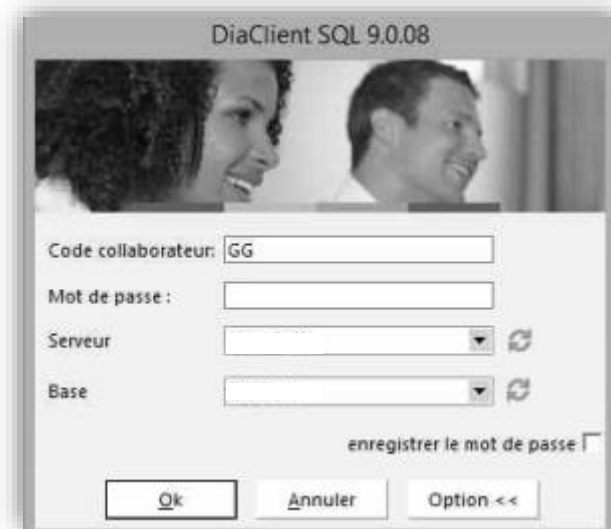 DiaClient SQL 9.0.08
Code collaborateur: GG
Mot de passe :
Serveur
Base
enregistrer le mot de passe
Ok Annuler Option <<